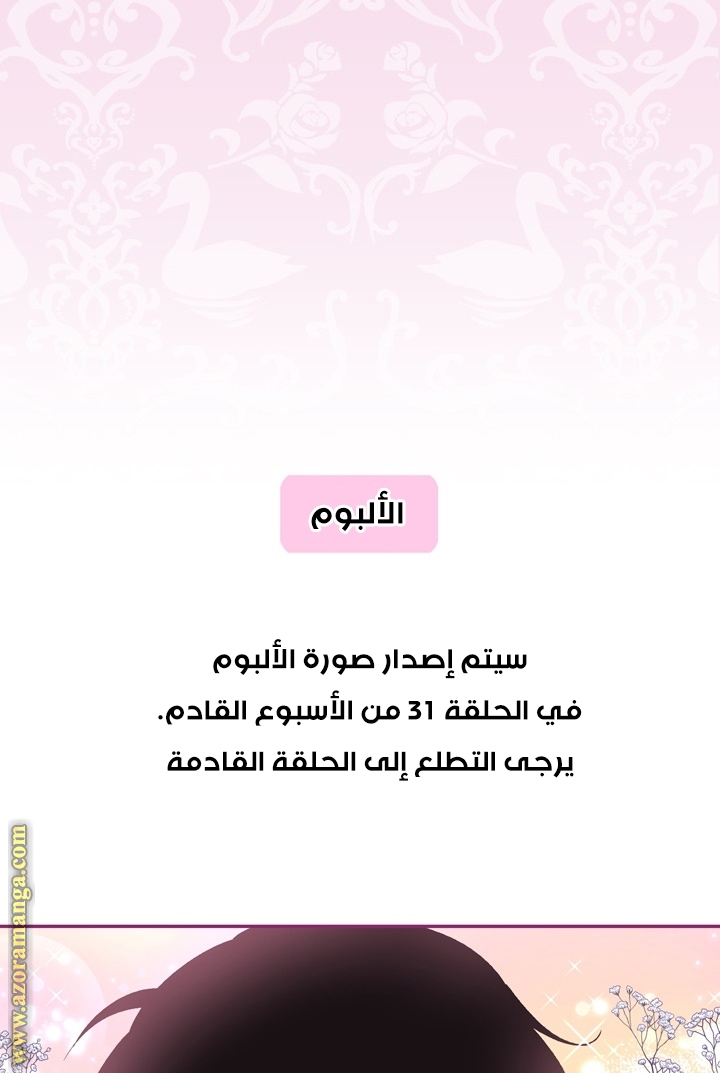 الألبوم
سيتم إصدار صورة الألبوم
في الحلقة 31 من الأسبوع القادم.
يرجى التطلع إلى الحلقة القادمة
www.azoramanga.com